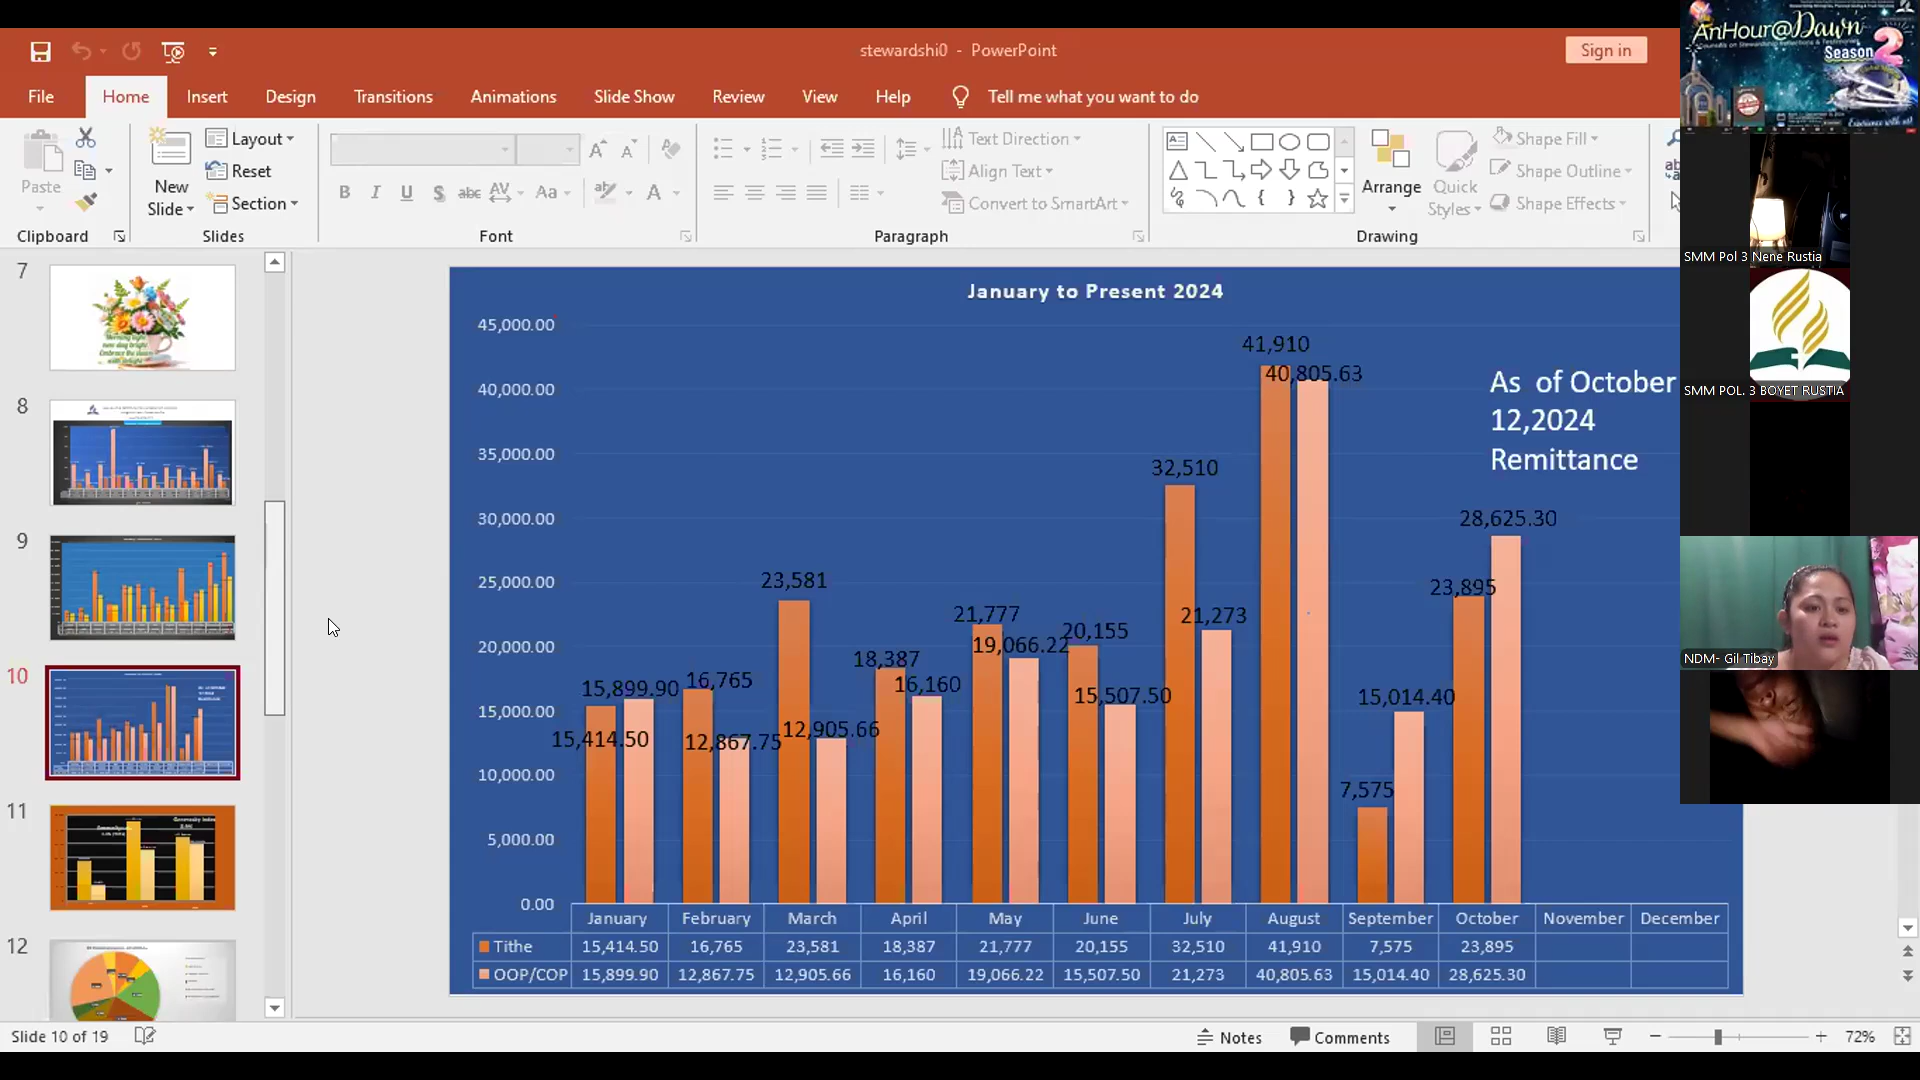 stewardshi0 - PowerPoint
Sign in
File Home Insert Design Transitions Animations Slide Show Review View Help Tell me what you want to do
Paste
Clipboard
New
Slide
Layout
Reset
Section
Slides
Font
Text Direction
Align Text
Convert to SmartArt
Paragraph
Arrange
Quick
Styles
Shape Fill
Shape Outline
Shape Effects
Drawing
7
8
9
10
11
12
January to Present 2024
45,000.00
40,000.00
35,000.00
30,000.00
25,000.00
20,000.00
15,000.00
10,000.00
5,000.00
0.00
As of October
12,2024
Remittance
15,414.50
15,899.90
16,765
12,867.75
23,581
12,905.66
18,387
16,160
21,777
19,066.22
20,155
15,507.50
32,510
21,273
41,910
40,805.63
7,575
15,014.40
23,895
28,625.30
January February March April May June July August September October November December
Tithe 15,414.50 16,765 23,581 18,387 21,777 20,155 32,510 41,910 7,575 23,895
OOP/COP 15,899.90 12,867.75 12,905.66 16,160 19,066.22 15,507.50 21,273 40,805.63 15,014.40 28,625.30
Slide 10 of 19
Notes
Comments
72%
AnHour@Dawn
Season 2
SMM Pol 3 Nene Rustia
SMM POL. 3 BOYET RUSTIA
NDM- Gil Tibay